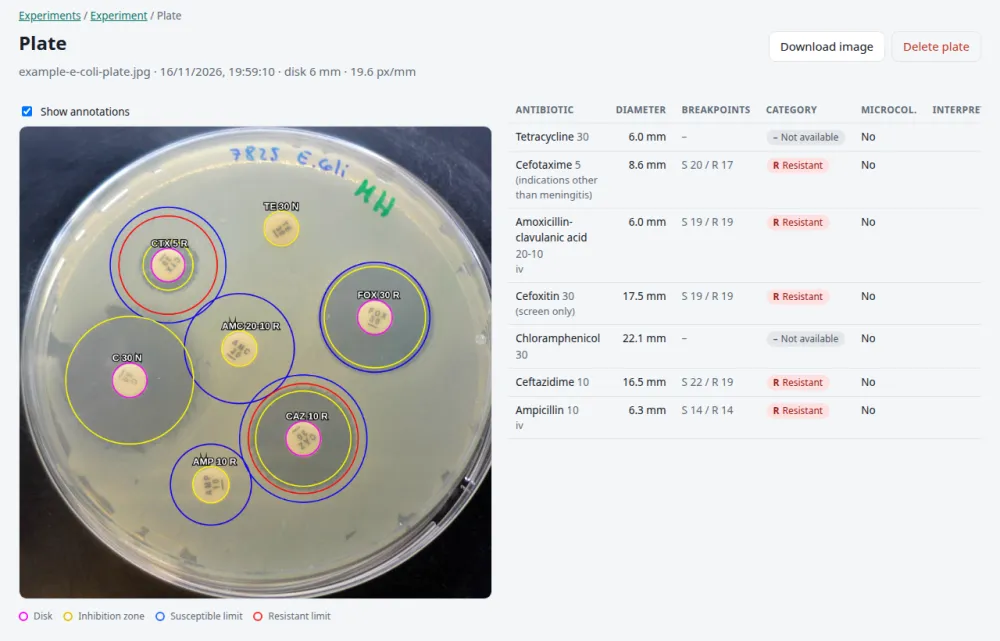 Experiments / Experiment / Plate
Plate
Download image
Delete plate
example-e-coli-plate.jpg · 16/11/2026, 19:59:10 · disk 6 mm · 19.6 px/mm
Show annotations
7825 E.Coli
MH
TE 30 N
CTX 5 R
FOX 30 R
FOX
AMC 20-10 R
AMC
C 30 N
CAZ 10 R
CAZ
AMP 10 R
AMP
Disk
Inhibition zone
Susceptible limit
Resistant limit
ANTIBIOTIC DIAMETER BREAKPOINTS CATEGORY MICROCOL. INTERPRE
Tetracycline 30 6.0 mm – – Not available No
Cefotaxime 5 8.6 mm S 20 / R 17 R Resistant No
(indications other
than meningitis)
Amoxicillin- 6.0 mm S 19 / R 19 R Resistant No
clavulanic acid
20-10
iv
Cefoxitin 30 17.5 mm S 19 / R 19 R Resistant No
(screen only)
Chloramphenicol 22.1 mm – – Not available No
30
Ceftazidime 10 16.5 mm S 22 / R 19 R Resistant No
Ampicillin 10 6.3 mm S 14 / R 14 R Resistant No
iv